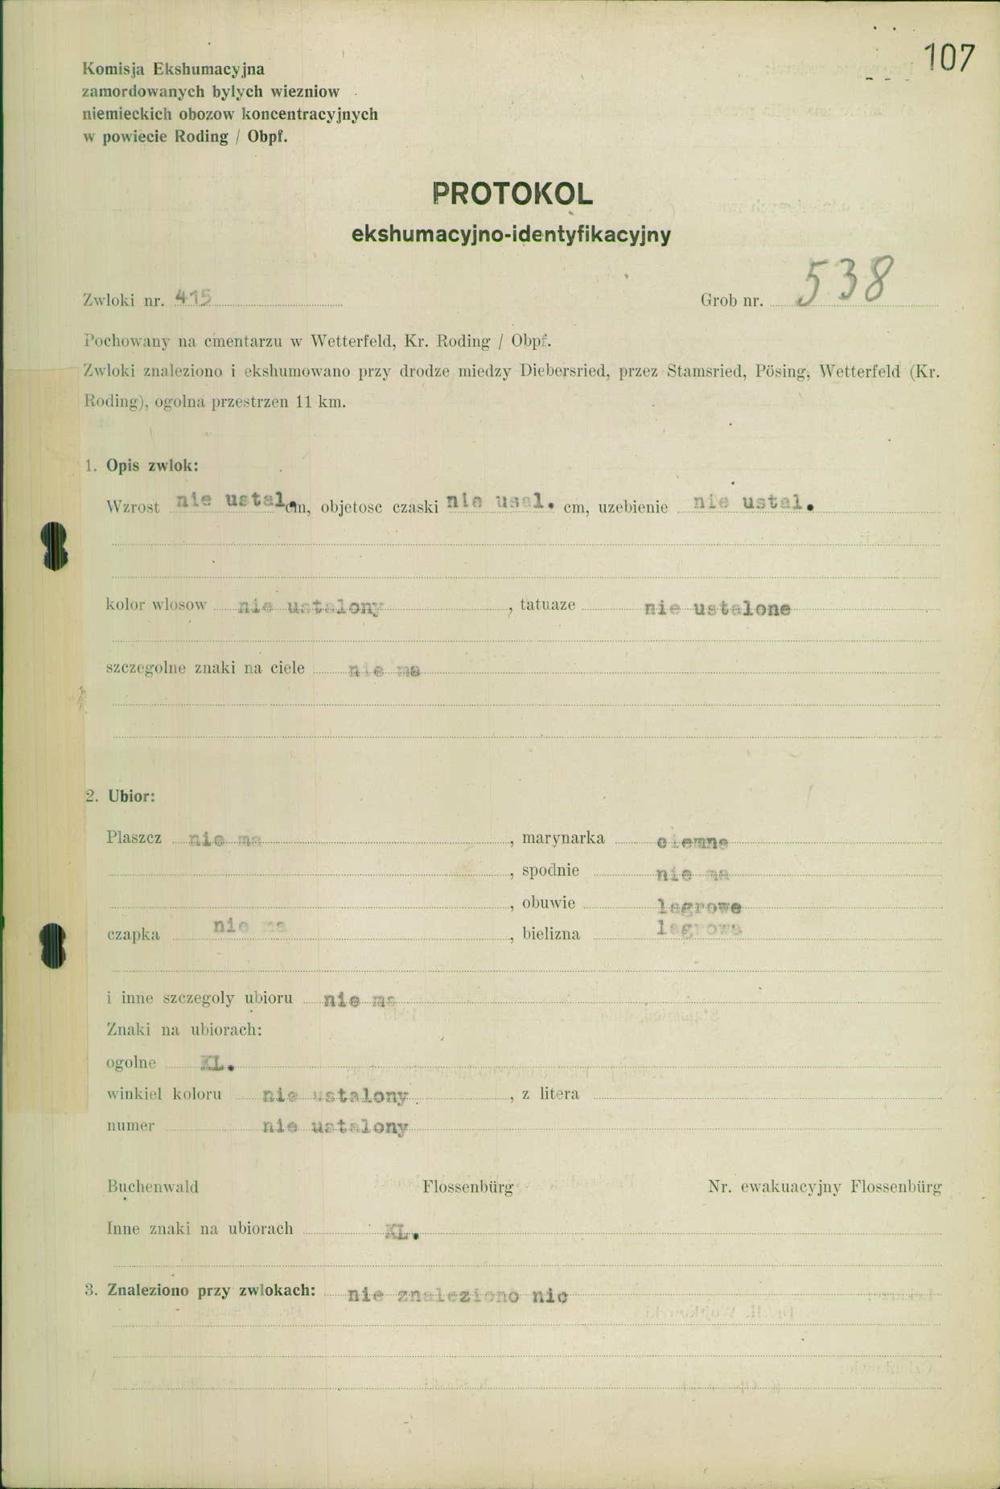 107
Komisja Ekshumacyjna
zamordowanych bylych wiezniow
niemieckich obozow koncentracyjnych
w powiecie Roding / Obpf.
PROTOKOL
ekshumacyjno-identyfikacyjny
Zwloki nr. 415 Grob nr. 538
Pochowany na cmentarzu w Wetterfeld, Kr. Roding / Obpf.
Zwloki znaleziono i ekshumowano przy drodze miedzy Diebersried, przez Stamsried, Pösing, Wetterfeld (Kr.
Roding), ogolna przestrzen 11 km.
1. Opis zwlok:
Wzrost nie ustal. cm, objetosc czaski nie usal. cm, uzebienie nie ustal.
kolor wlosow nie ustalony, tatuaze nie ustalone
szczegolne znaki na ciele nie ma
2. Ubior:
Plaszcz nie ma, marynarka ciemna
, spodnie nie ma
, obuwie lagrowe
czapka nie ma, bielizna lagrowa
i inne szczegoly ubioru nie ma
Znaki na ubiorach:
ogolne KL.
winkiel koloru nie ustalony, z litera
numer nie ustalony
Buchenwald Flossenbürg Nr. ewakuacyjny Flossenbürg
Inne znaki na ubiorach KL.
3. Znaleziono przy zwlokach: nie znaleziono nic